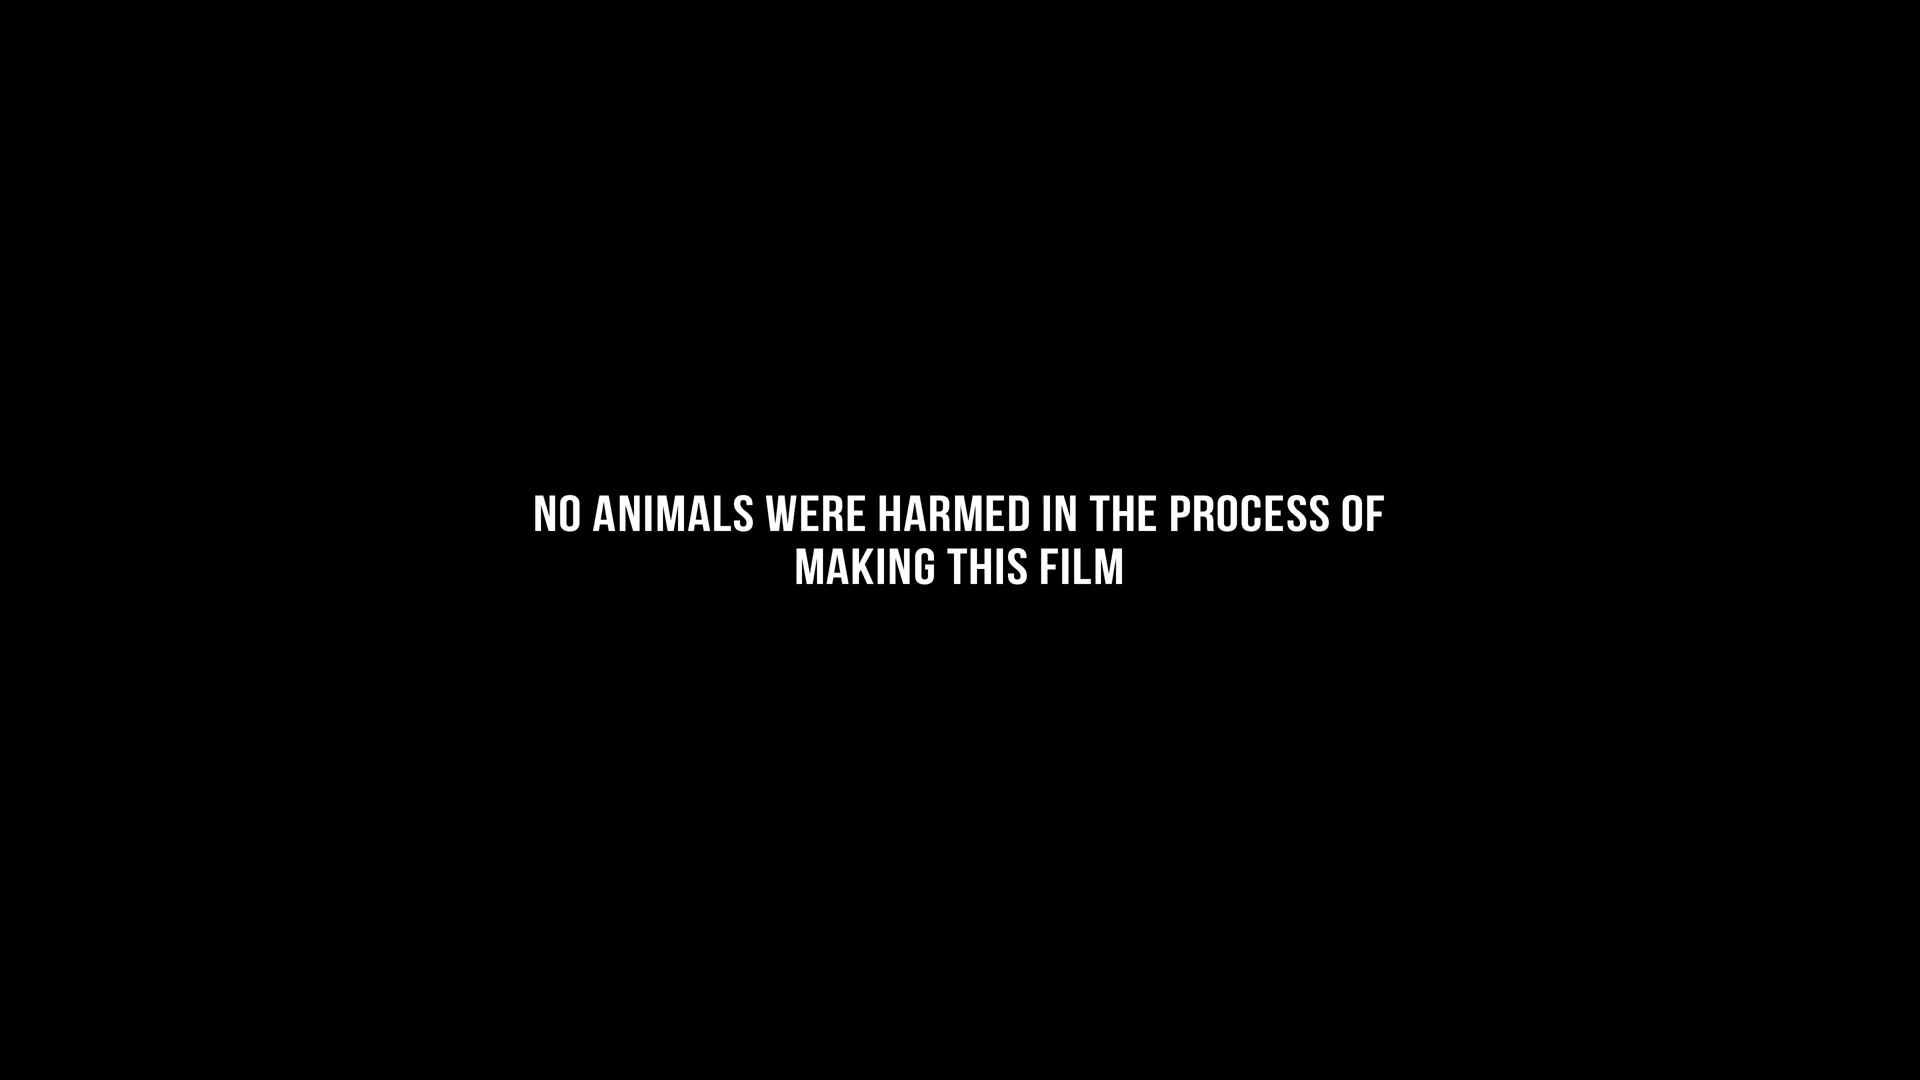 NO ANIMALS WERE HARMED IN THE PROCESS OF
MAKING THIS FILM